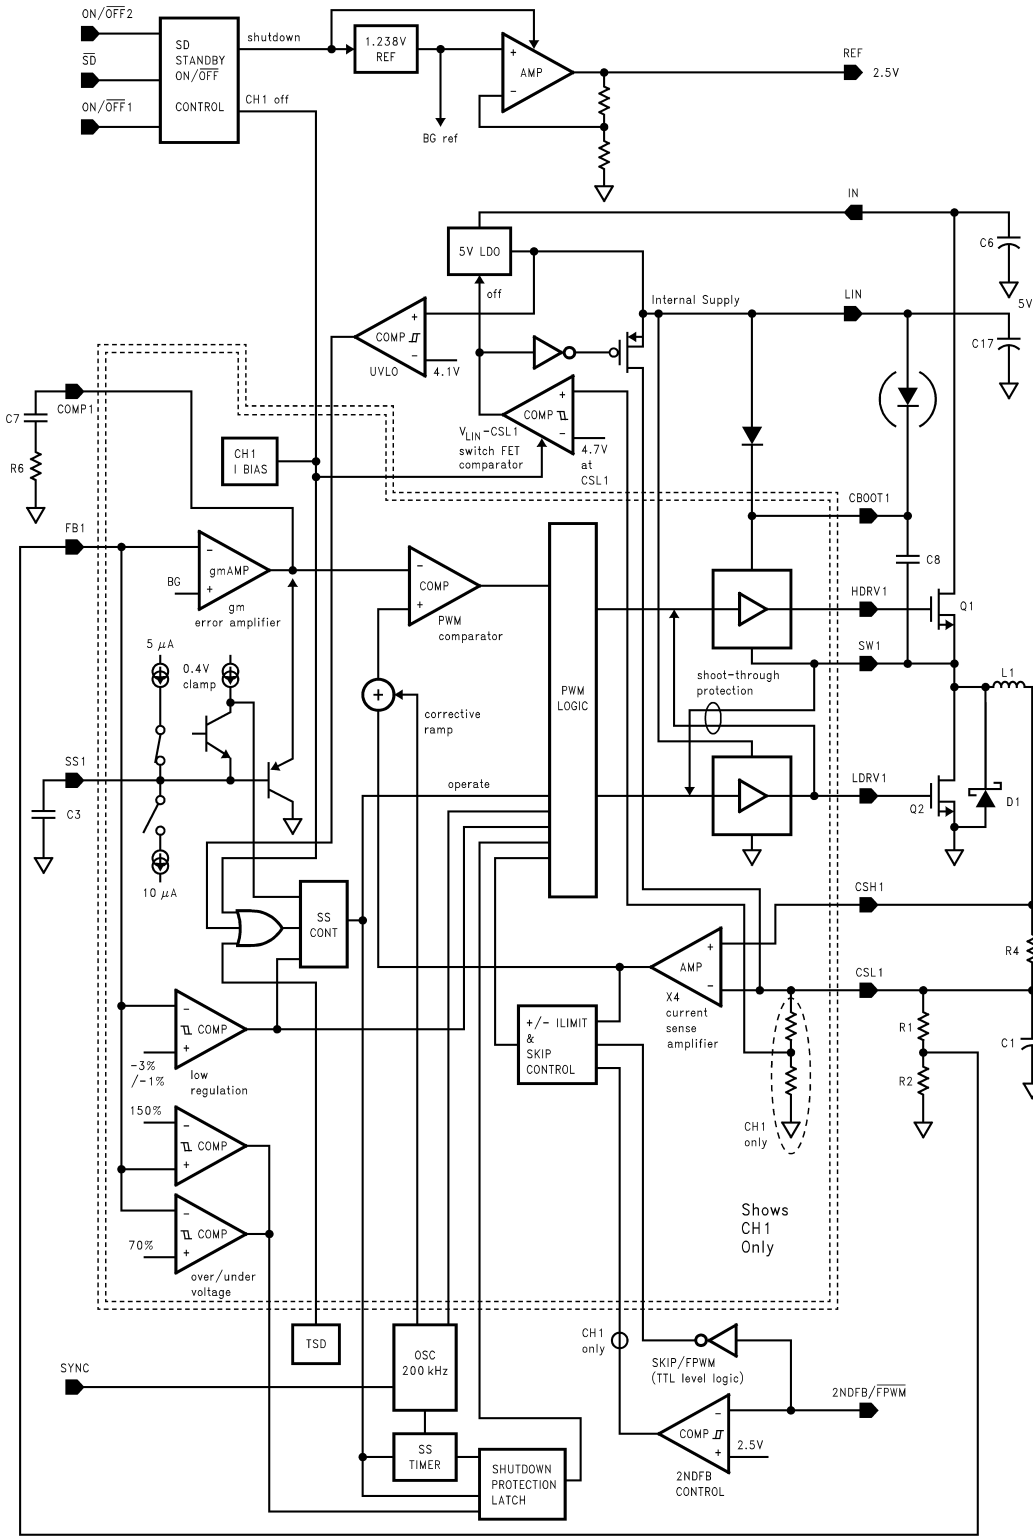 ON/OFF2
SD
ON/OFF1
SD
STANDBY
ON/OFF
CONTROL
shutdown
CH1 off
1.238V
REF
BG ref
+
AMP
−
REF
2.5V
IN
C6
5V LDO
off
Internal Supply
LIN
5V
C17
+
COMP
−
UVLO
4.1V
+
COMP
−
VLIN-CSL1
switch FET
comparator
4.7V
at
CSL1
COMP1
C7
R6
CH1
I BIAS
CBOOT1
C8
FB1
−
gmAMP
+
BG
gm
error amplifier
−
COMP
+
PWM
comparator
HDRV1
Q1
SW1
L1
5 μA
0.4V
clamp
+
corrective
ramp
PWM
LOGIC
shoot-through
protection
SS1
C3
operate
LDRV1
Q2
D1
10 μA
SS
CONT
CSH1
R4
+
AMP
−
X4
current
sense
amplifier
CSL1
R1
R2
C1
−
COMP
+
-3%
/-1%
low
regulation
+/- ILIMIT
&
SKIP
CONTROL
CH1
only
150%
−
COMP
+
−
COMP
+
70%
over/under
voltage
Shows
CH1
Only
TSD
OSC
200 kHz
CH1
only
SKIP/FPWM
(TTL level logic)
SYNC
2NDFB/FPWM
−
COMP
+
2.5V
2NDFB
CONTROL
SS
TIMER
SHUTDOWN
PROTECTION
LATCH